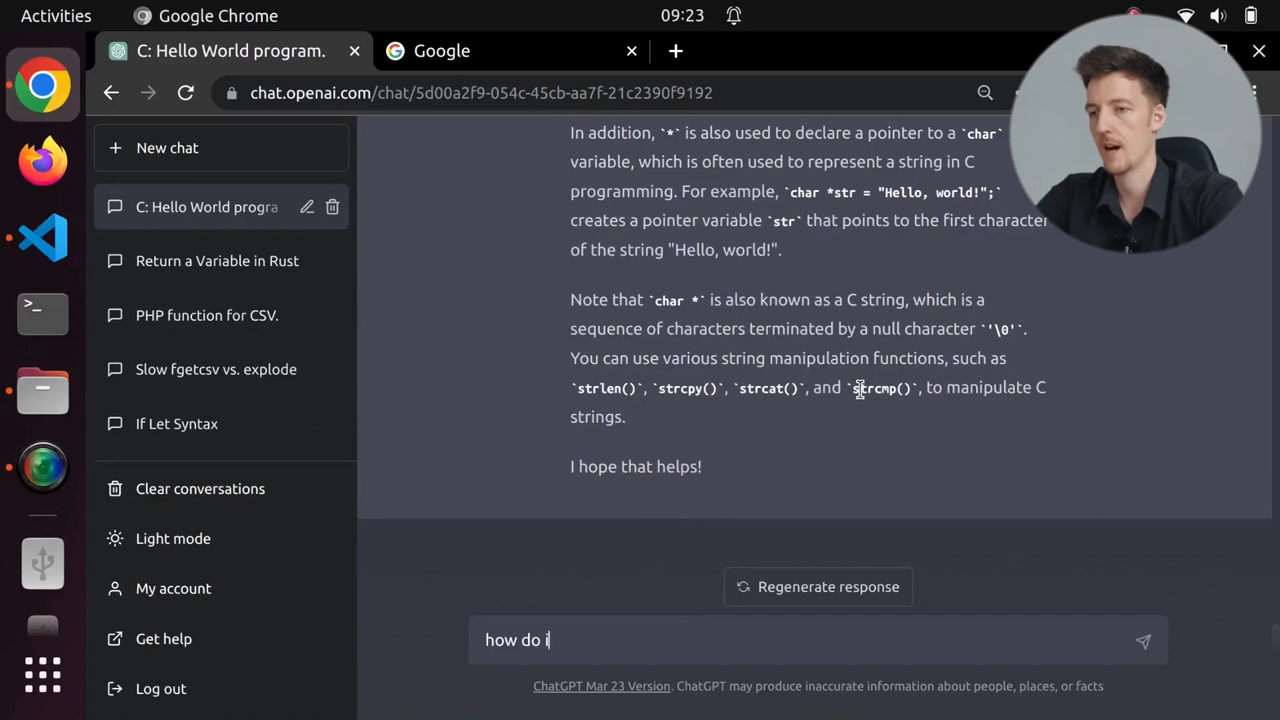 Activities
Google Chrome
09:23
C: Hello World program.
Google
chat.openai.com/chat/5d00a2f9-054c-45cb-aa7f-21c2390f9192
New chat
C: Hello World progra
Return a Variable in Rust
PHP function for CSV.
Slow fgetcsv vs. explode
If Let Syntax
Clear conversations
Light mode
My account
Get help
Log out
In addition, `*` is also used to declare a pointer to a `char`
variable, which is often used to represent a string in C
programming. For example, `char *str = "Hello, world!";`
creates a pointer variable `str` that points to the first character
of the string "Hello, world!".
Note that `char *` is also known as a C string, which is a
sequence of characters terminated by a null character `'\0'`.
You can use various string manipulation functions, such as
`strlen()`, `strcpy()`, `strcat()`, and `strcmp()`, to manipulate C
strings.
I hope that helps!
Regenerate response
how do i
ChatGPT Mar 23 Version. ChatGPT may produce inaccurate information about people, places, or facts